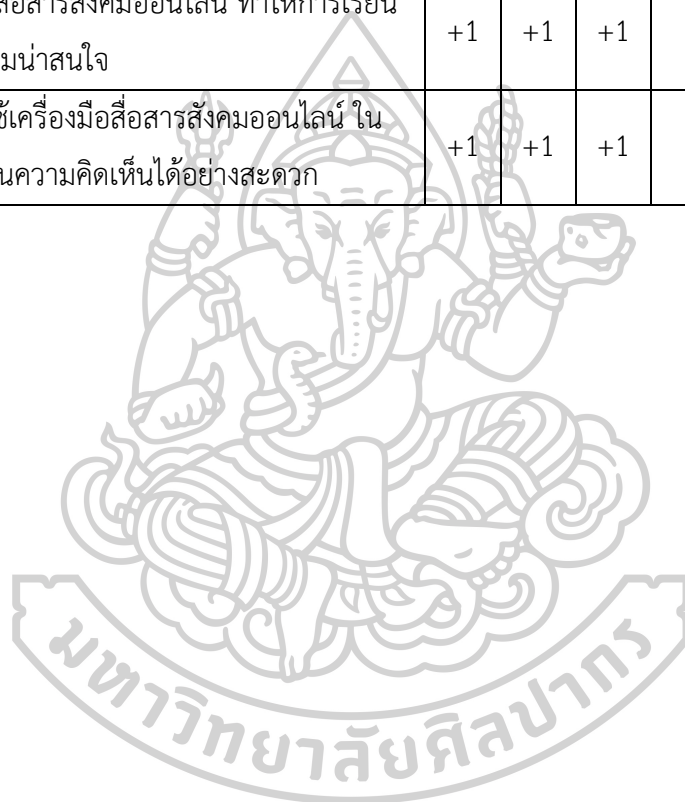 สื่อสารสังคมออนไลน์ ทำให้การเรียน
มน่าสนใจ
+1 +1 +1
ช้เครื่องมือสื่อสารสังคมออนไลน์ ใน
นความคิดเห็นได้อย่างสะดวก
+1 +1 +1
มหาวิทยาลัยศิลปากร